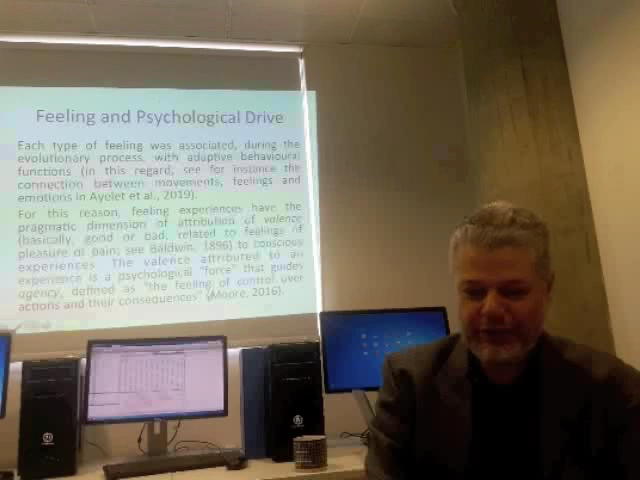 Feeling and Psychological Drive
Each type of feeling was associated, during the
evolutionary process, with adaptive behavioural
functions (in this regard, see for instance the
connection between movements, feelings and
emotions in Ayelet et al., 2019).
For this reason, feeling experiences have the
pragmatic dimension of attribution of valence
(basically, good or bad, related to feelings of
pleasure or pain; see Baldwin, 1896) to conscious
experiences. The valence attributed to an
experience is a psychological "force" that guides
agency, defined as "the feeling of control over
actions and their consequences" (Moore, 2016).